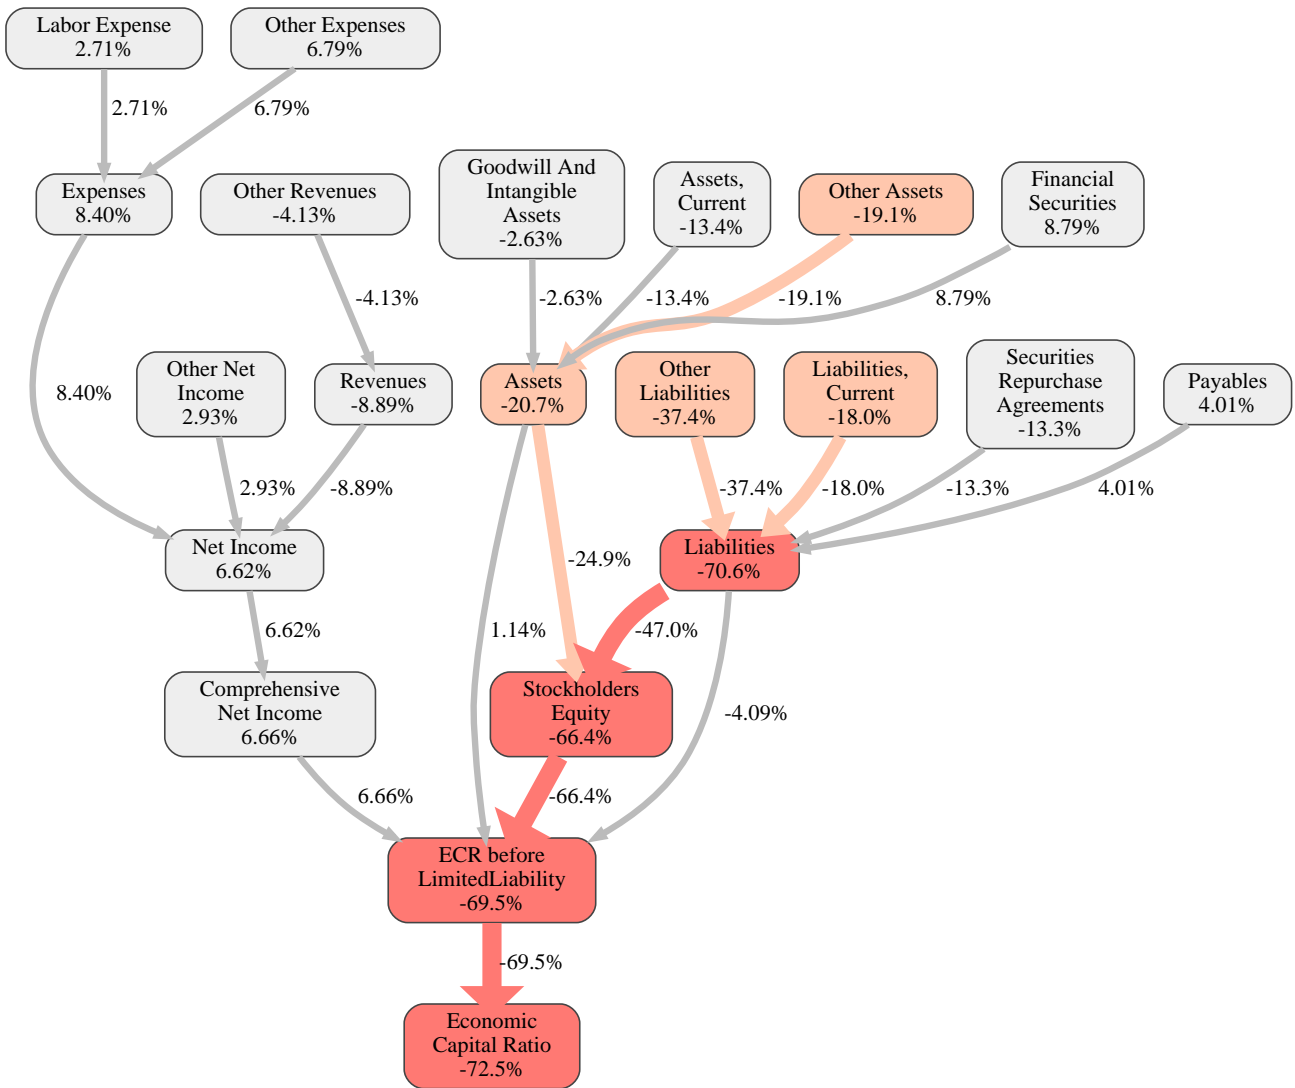 Labor Expense
2.71%
Other Expenses
6.79%
2.71%
6.79%
Expenses
8.40%
Other Revenues
-4.13%
Goodwill And
Intangible
Assets
-2.63%
Assets,
Current
-13.4%
Other Assets
-19.1%
Financial
Securities
8.79%
-4.13%
-2.63%
-13.4%
-19.1%
8.79%
8.40%
Other Net
Income
2.93%
Revenues
-8.89%
Assets
-20.7%
Other
Liabilities
-37.4%
Liabilities,
Current
-18.0%
Securities
Repurchase
Agreements
-13.3%
Payables
4.01%
2.93%
-8.89%
-37.4%
-18.0%
-13.3%
4.01%
Net Income
6.62%
-24.9%
Liabilities
-70.6%
6.62%
1.14%
-47.0%
Comprehensive
Net Income
6.66%
Stockholders
Equity
-66.4%
-4.09%
6.66%
-66.4%
ECR before
LimitedLiability
-69.5%
-69.5%
Economic
Capital Ratio
-72.5%